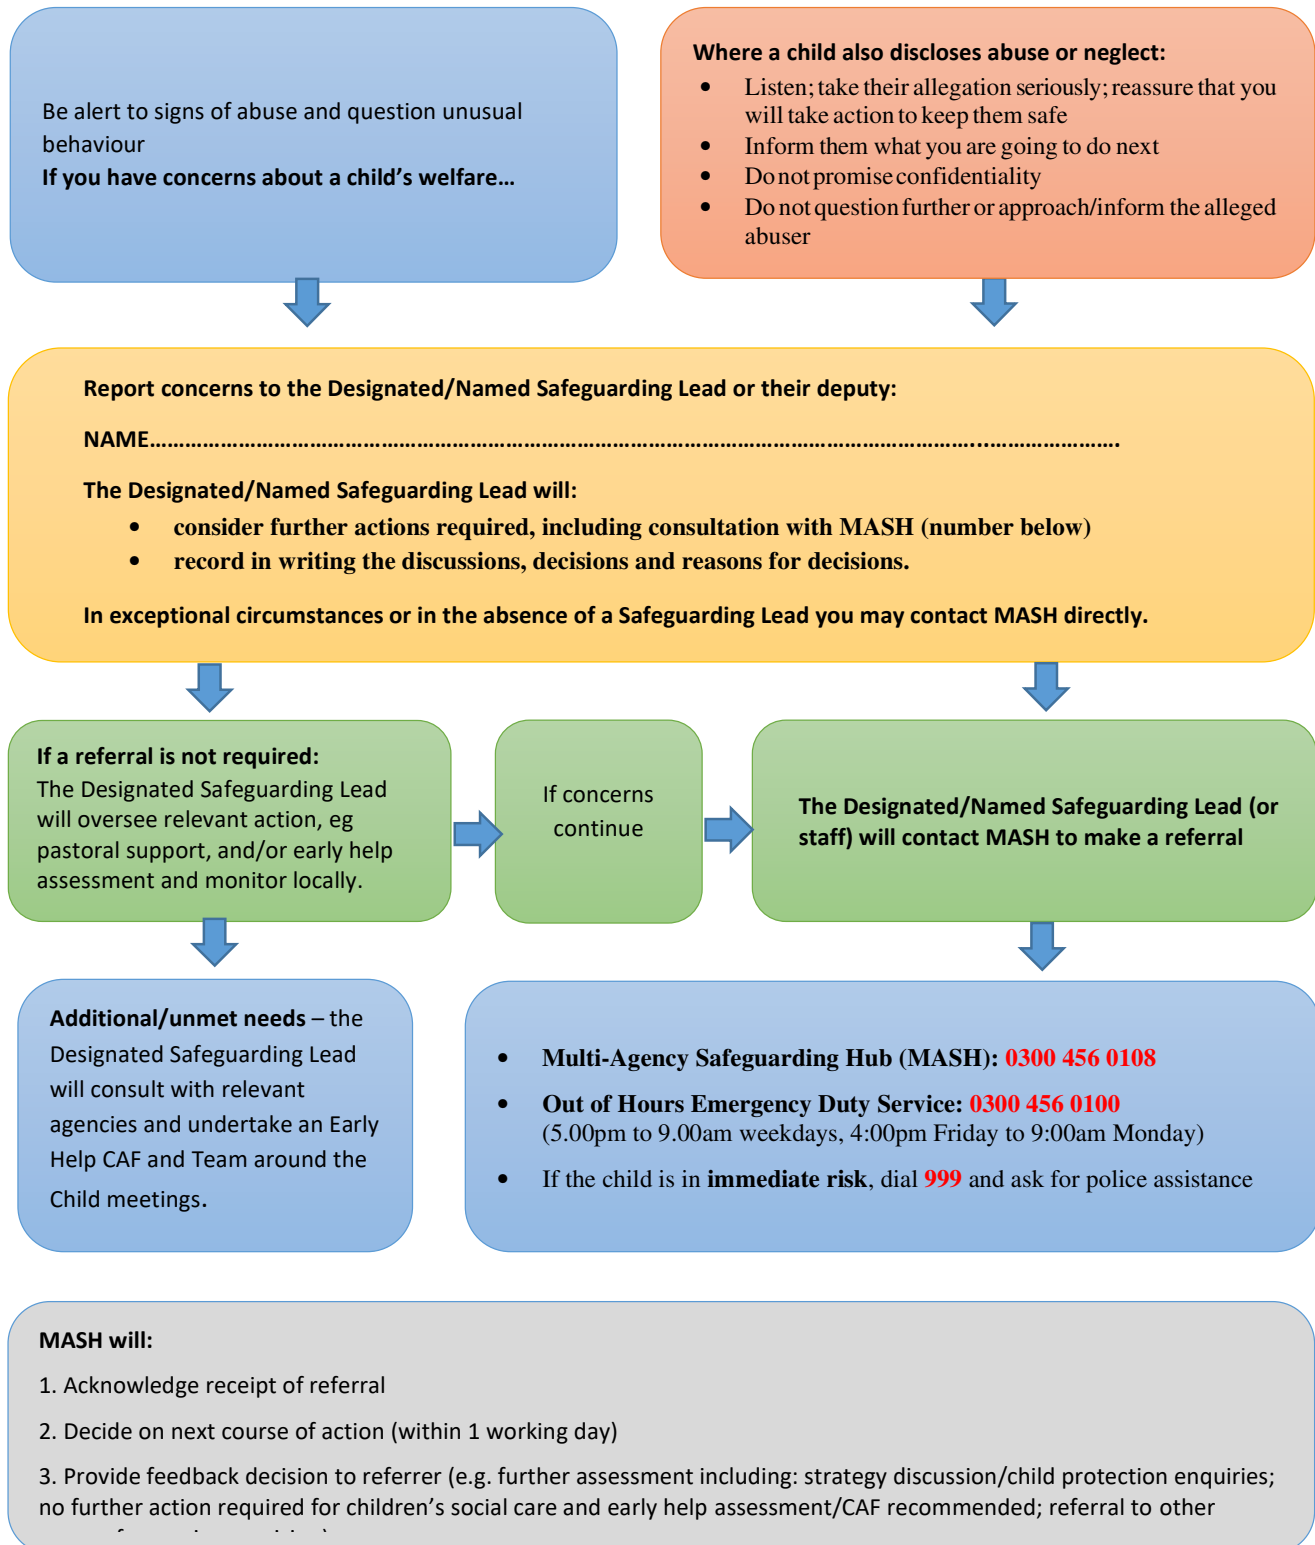 Be alert to signs of abuse and question unusual
behaviour
If you have concerns about a child’s welfare…
Where a child also discloses abuse or neglect:
• Listen; take their allegation seriously; reassure that you
will take action to keep them safe
• Inform them what you are going to do next
• Do not promise confidentiality
• Do not question further or approach/inform the alleged
abuser
Report concerns to the Designated/Named Safeguarding Lead or their deputy:
NAME………………………………………………………………………………………………………………………...………………….
The Designated/Named Safeguarding Lead will:
• consider further actions required, including consultation with MASH (number below)
• record in writing the discussions, decisions and reasons for decisions.
In exceptional circumstances or in the absence of a Safeguarding Lead you may contact MASH directly.
If a referral is not required:
The Designated Safeguarding Lead
will oversee relevant action, eg
pastoral support, and/or early help
assessment and monitor locally.
If concerns
continue
The Designated/Named Safeguarding Lead (or
staff) will contact MASH to make a referral
Additional/unmet needs – the
Designated Safeguarding Lead
will consult with relevant
agencies and undertake an Early
Help CAF and Team around the
Child meetings.
• Multi-Agency Safeguarding Hub (MASH): 0300 456 0108
• Out of Hours Emergency Duty Service: 0300 456 0100
(5.00pm to 9.00am weekdays, 4:00pm Friday to 9:00am Monday)
• If the child is in immediate risk, dial 999 and ask for police assistance
MASH will:
1. Acknowledge receipt of referral
2. Decide on next course of action (within 1 working day)
3. Provide feedback decision to referrer (e.g. further assessment including: strategy discussion/child protection enquiries;
no further action required for children’s social care and early help assessment/CAF recommended; referral to other